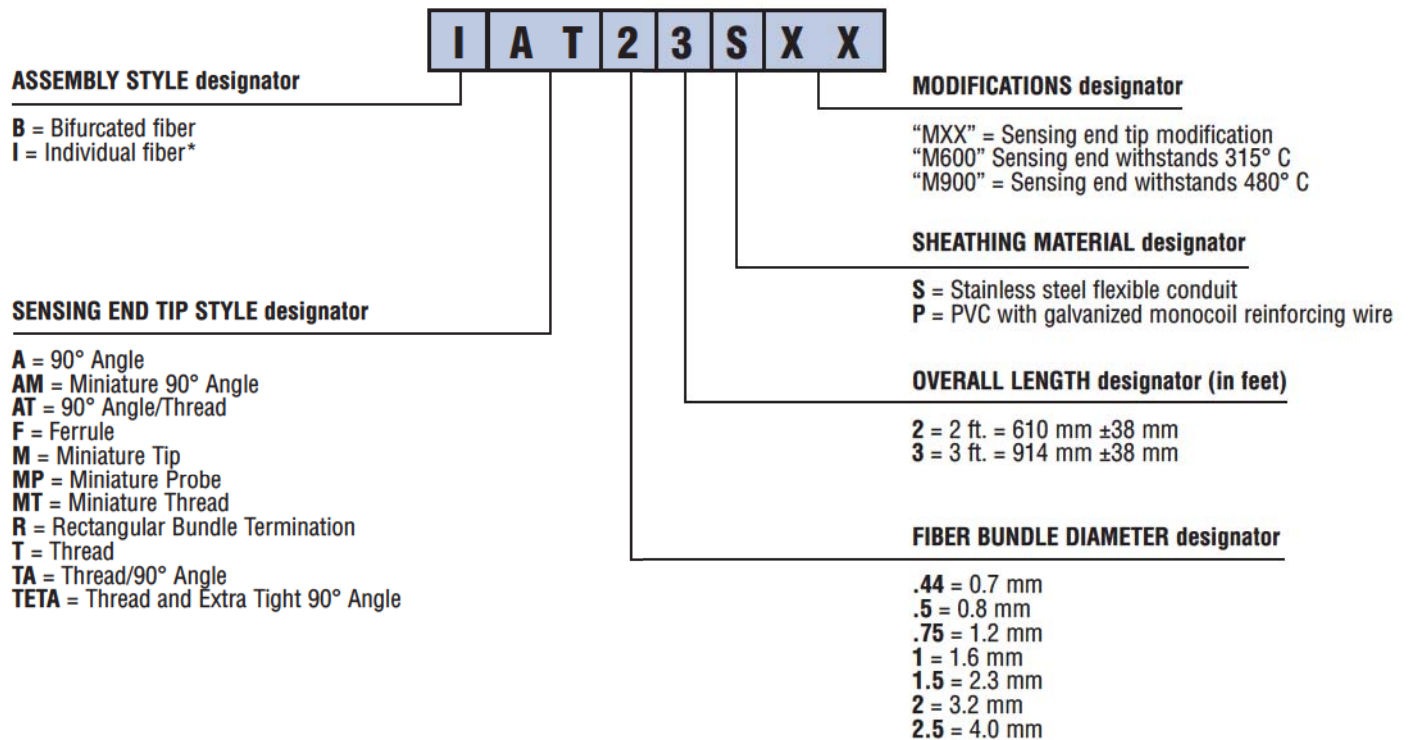 I A T 2 3 S X X
ASSEMBLY STYLE designator
B = Bifurcated fiber
I = Individual fiber*
SENSING END TIP STYLE designator
A = 90° Angle
AM = Miniature 90° Angle
AT = 90° Angle/Thread
F = Ferrule
M = Miniature Tip
MP = Miniature Probe
MT = Miniature Thread
R = Rectangular Bundle Termination
T = Thread
TA = Thread/90° Angle
TETA = Thread and Extra Tight 90° Angle
MODIFICATIONS designator
“MXX” = Sensing end tip modification
“M600” Sensing end withstands 315° C
“M900” = Sensing end withstands 480° C
SHEATHING MATERIAL designator
S = Stainless steel flexible conduit
P = PVC with galvanized monocoil reinforcing wire
OVERALL LENGTH designator (in feet)
2 = 2 ft. = 610 mm ±38 mm
3 = 3 ft. = 914 mm ±38 mm
FIBER BUNDLE DIAMETER designator
.44 = 0.7 mm
.5 = 0.8 mm
.75 = 1.2 mm
1 = 1.6 mm
1.5 = 2.3 mm
2 = 3.2 mm
2.5 = 4.0 mm